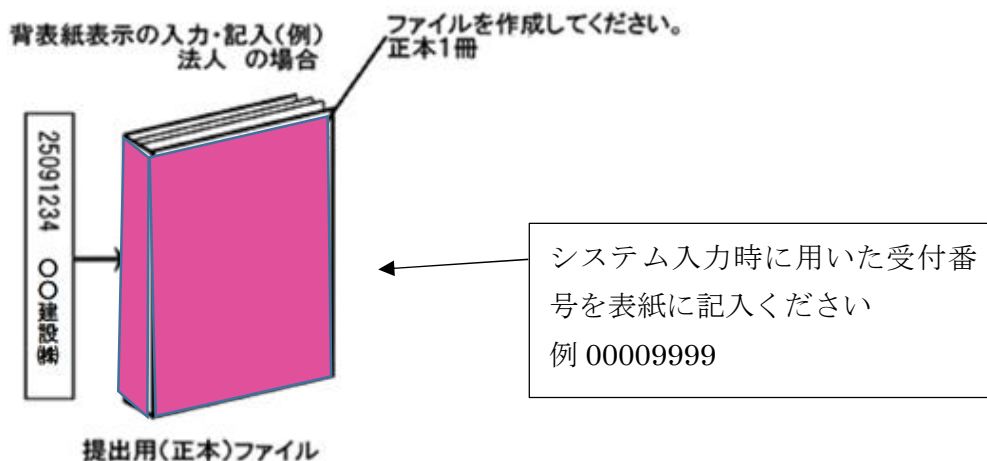 背表紙表示の入力・記入(例)
法人 の場合
ファイルを作成してください。
正本1冊
25091234 〇〇建設㈱
システム入力時に用いた受付番
号を表紙に記入ください
例 00009999
提出用(正本)ファイル